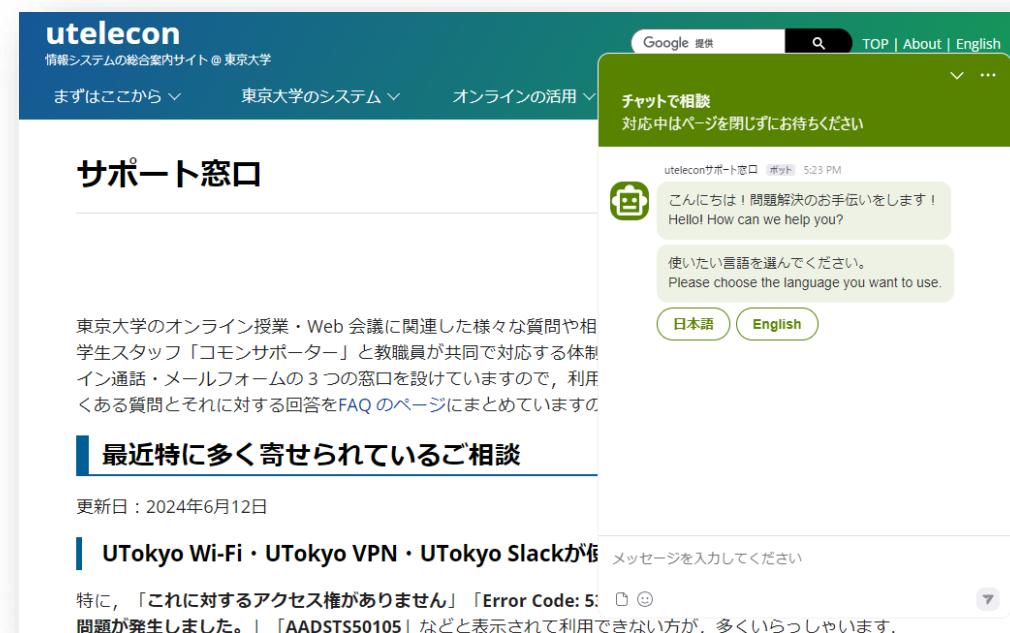 utelecon
情報システムの総合案内サイト @ 東京大学
Google 提供
TOP | About | English
まずはここから
東京大学のシステム
オンラインの活用
サポート窓口
東京大学のオンライン授業・Web 会議に関連した様々な質問や相
学生スタッフ「コモンサポーター」と教職員が共同で対応する体制
イン通話・メールフォームの 3 つの窓口を設けていますので，利用
くある質問とそれに対する回答をFAQ のページにまとめていますの
最近特に多く寄せられているご相談
更新日：2024年6月12日
UTokyo Wi-Fi・UTokyo VPN・UTokyo Slackが使
特に，「これに対するアクセス権がありません」「Error Code: 53
問題が発生しました。」「AADSTS50105」などと表示されて利用できない方が，多くいらっしゃいます．
チャットで相談
対応中はページを閉じずにお待ちください
uteleconサポート窓口 ボット 5:23 PM
こんにちは！問題解決のお手伝いをします！
Hello! How can we help you?
使いたい言語を選んでください。
Please choose the language you want to use.
日本語
English
メッセージを入力してください